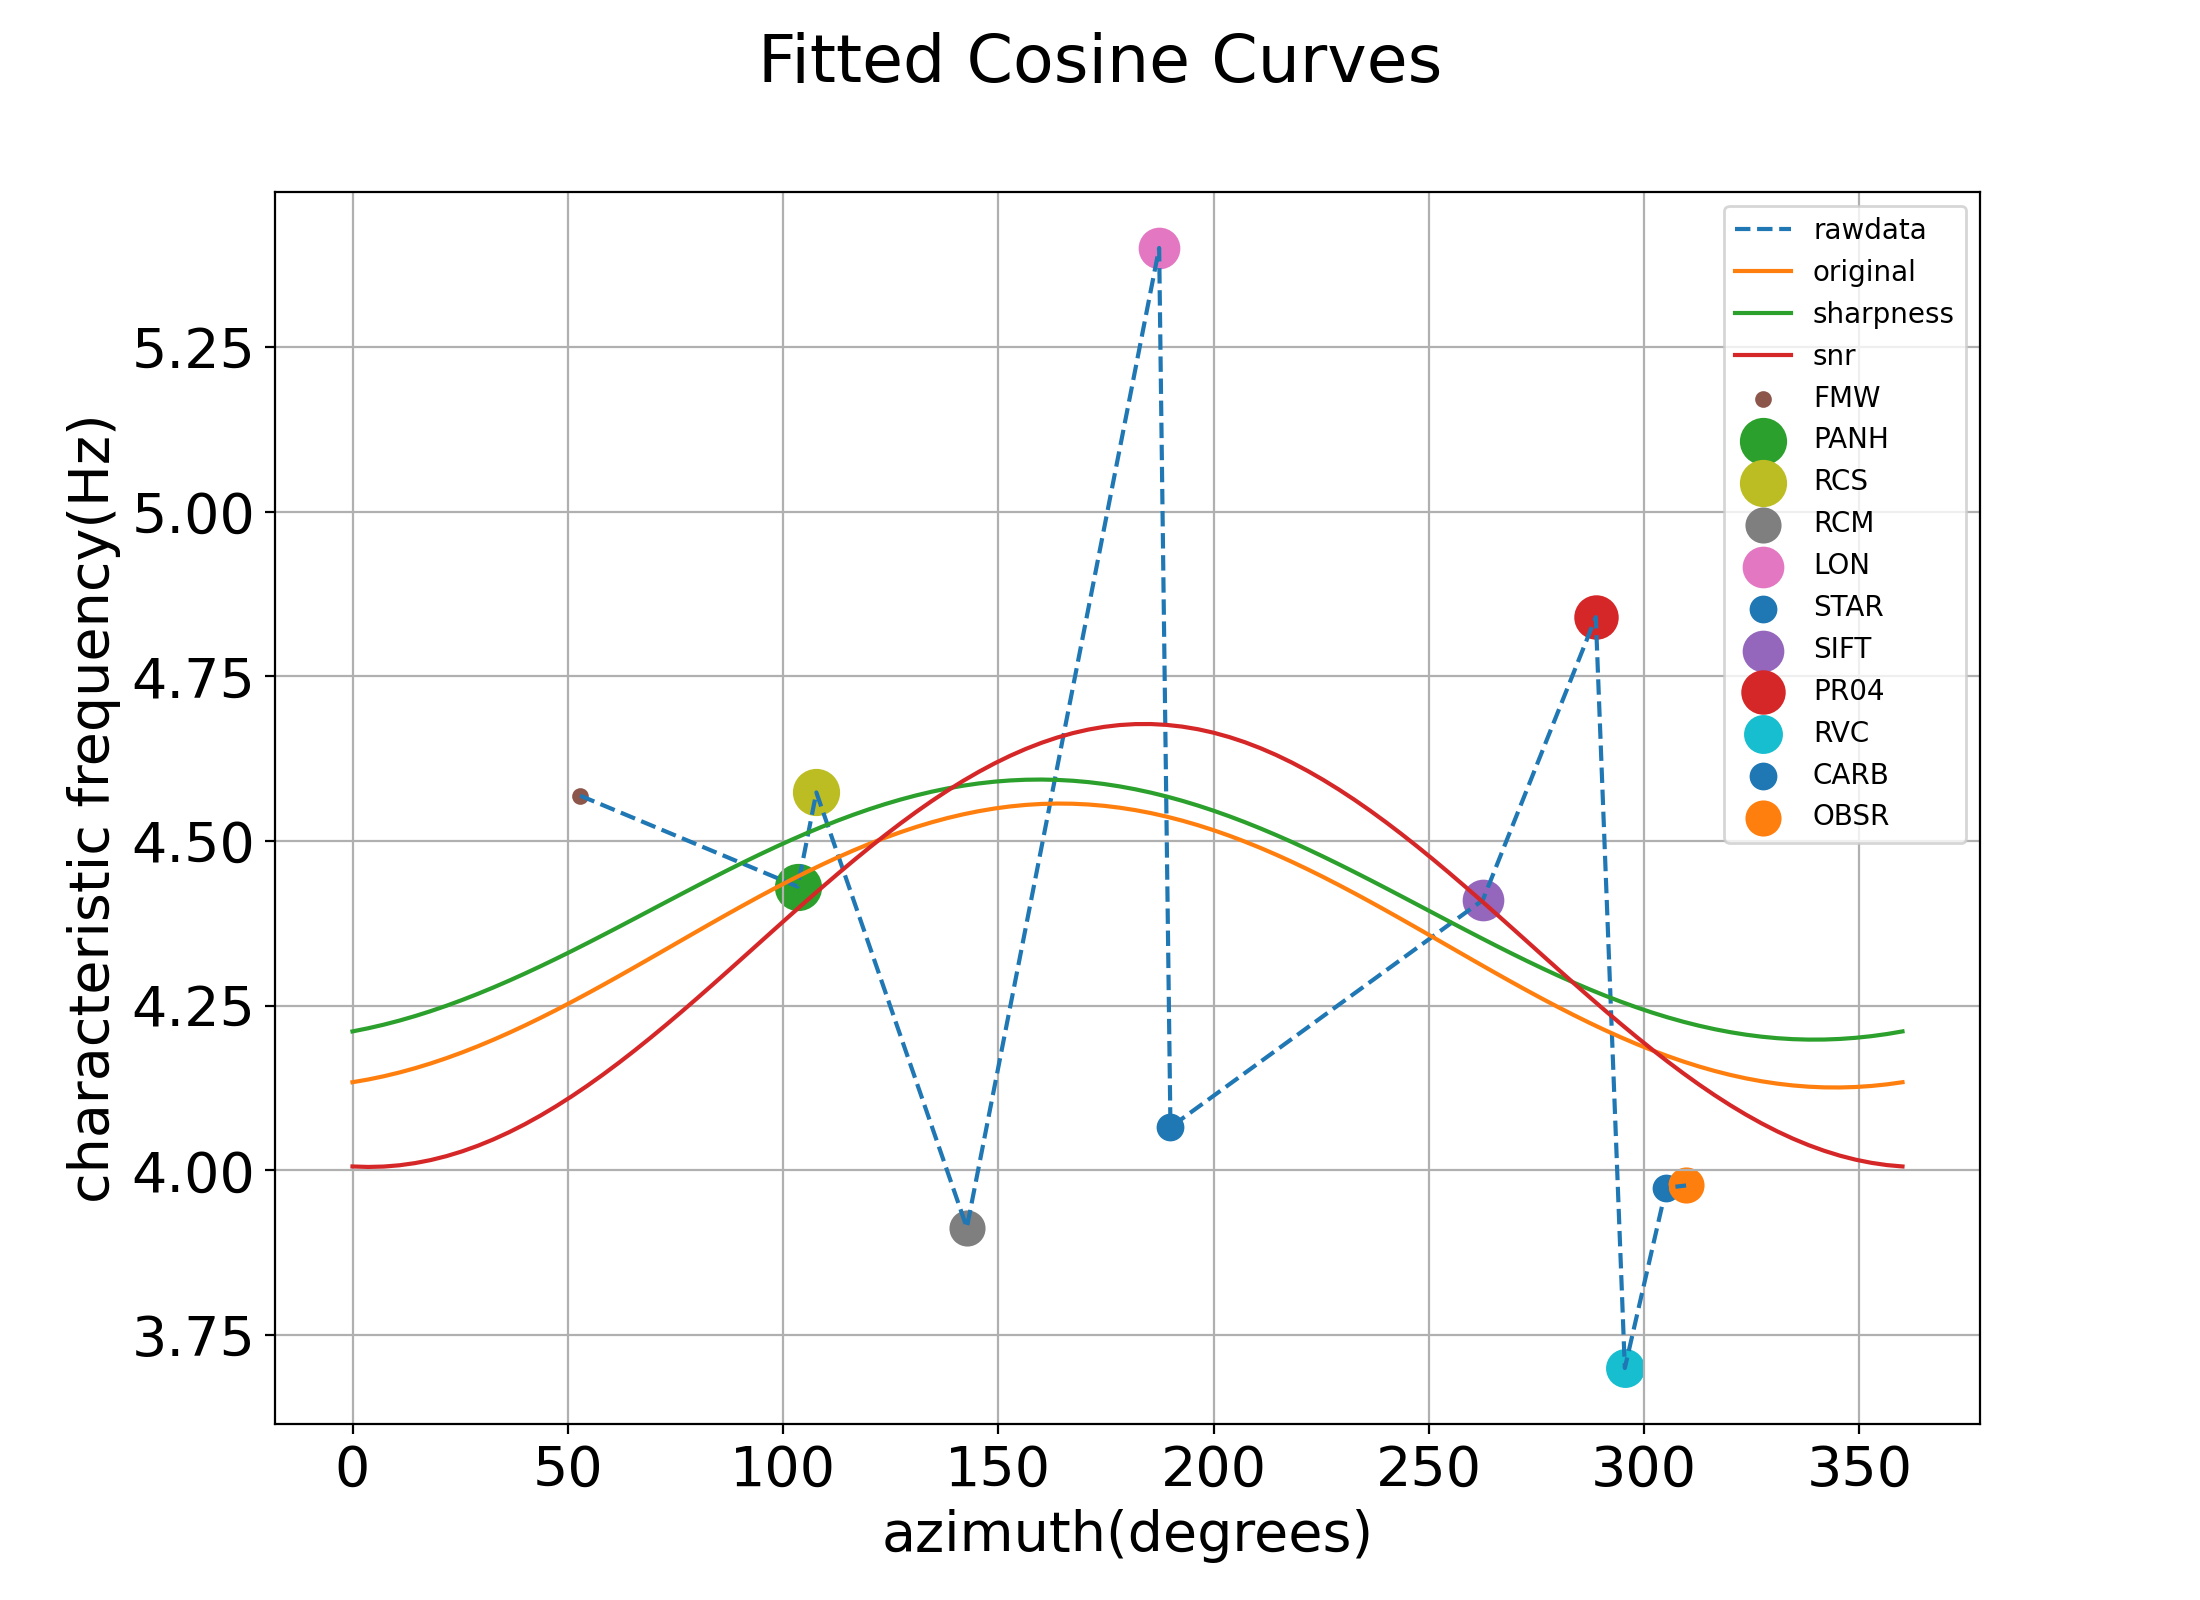 Fitted Cosine Curves
characteristic frequency(Hz)
5.25
5.00
4.75
4.50
4.25
4.00
3.75
rawdata
original
sharpness
snr
FMW
PANH
RCS
RCM
LON
STAR
SIFT
PR04
RVC
CARB
OBSR
0 50 100 150 200 250 300 350
azimuth(degrees)